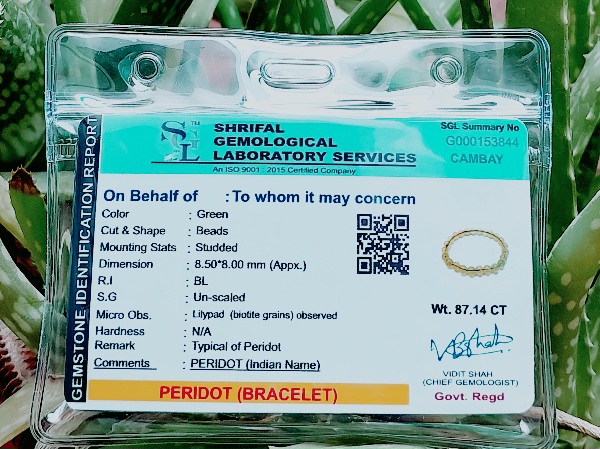 GEMSTONE IDENTIFICATION REPORT
SGL TM
SHRIFAL
GEMOLOGICAL
LABORATORY SERVICES
An ISO 9001 : 2015 Certified Company
SGL Summary No
G000153844
CAMBAY
On Behalf of : To whom it may concern
Color : Green
Cut & Shape : Beads
Mounting Stats : Studded
Dimension : 8.50*8.00 mm (Appx.)
R.I : BL
S.G : Un-scaled
Micro Obs. : Lilypad (biotite grains) observed
Hardness : N/A
Remark : Typical of Peridot
Comments : PERIDOT (Indian Name)
PERIDOT (BRACELET)
Wt. 87.14 CT
VIDIT SHAH
(CHIEF GEMOLOGIST)
Govt. Regd